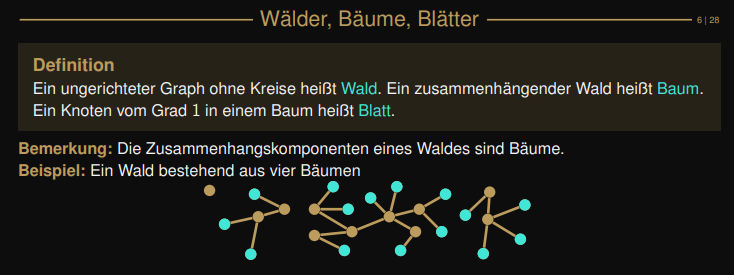 Wälder, Bäume, Blätter
6 | 28
Definition
Ein ungerichteter Graph ohne Kreise heißt Wald. Ein zusammenhängender Wald heißt Baum.
Ein Knoten vom Grad 1 in einem Baum heißt Blatt.
Bemerkung: Die Zusammenhangskomponenten eines Waldes sind Bäume.
Beispiel: Ein Wald bestehend aus vier Bäumen